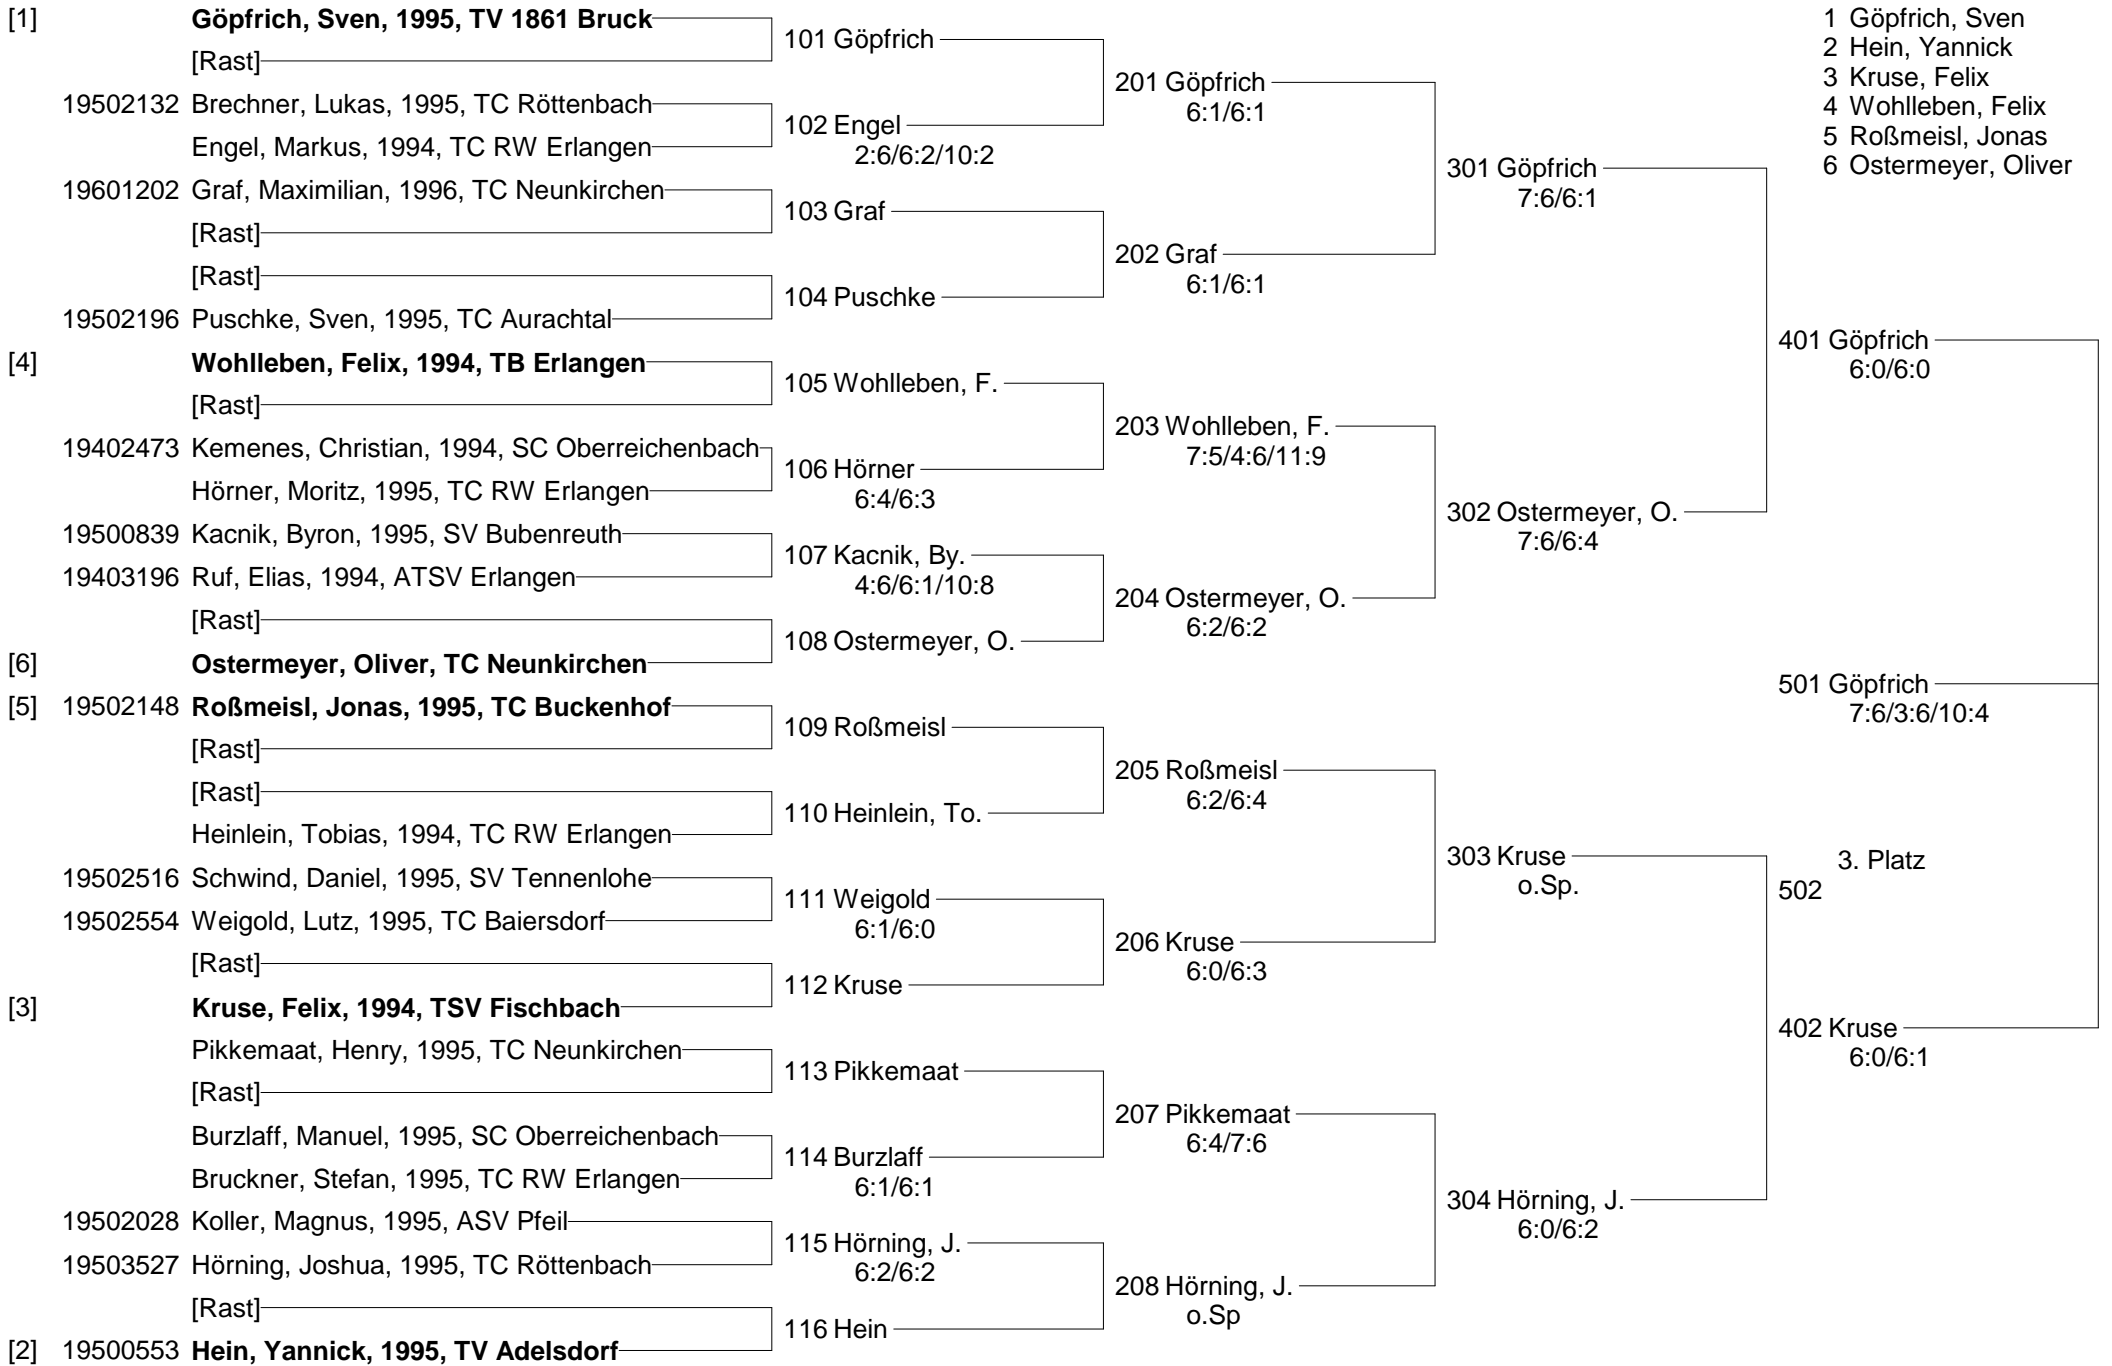 [1] Göpfrich, Sven, 1995, TV 1861 Bruck
[Rast]
19502132 Brechner, Lukas, 1995, TC Röttenbach
Engel, Markus, 1994, TC RW Erlangen
19601202 Graf, Maximilian, 1996, TC Neunkirchen
[Rast]
[Rast]
19502196 Puschke, Sven, 1995, TC Aurachtal
[4] Wohlleben, Felix, 1994, TB Erlangen
[Rast]
19402473 Kemenes, Christian, 1994, SC Oberreichenbach
Hörner, Moritz, 1995, TC RW Erlangen
19500839 Kacnik, Byron, 1995, SV Bubenreuth
19403196 Ruf, Elias, 1994, ATSV Erlangen
[Rast]
[6] Ostermeyer, Oliver, TC Neunkirchen
[5] 19502148 Roßmeisl, Jonas, 1995, TC Buckenhof
[Rast]
[Rast]
Heinlein, Tobias, 1994, TC RW Erlangen
19502516 Schwind, Daniel, 1995, SV Tennenlohe
19502554 Weigold, Lutz, 1995, TC Baiersdorf
[Rast]
[3] Kruse, Felix, 1994, TSV Fischbach
Pikkemaat, Henry, 1995, TC Neunkirchen
[Rast]
Burzlaff, Manuel, 1995, SC Oberreichenbach
Bruckner, Stefan, 1995, TC RW Erlangen
19502028 Koller, Magnus, 1995, ASV Pfeil
19503527 Hörning, Joshua, 1995, TC Röttenbach
[Rast]
[2] 19500553 Hein, Yannick, 1995, TV Adelsdorf
101 Göpfrich
102 Engel
2:6/6:2/10:2
103 Graf
104 Puschke
105 Wohlleben, F.
106 Hörner
6:4/6:3
107 Kacnik, By.
4:6/6:1/10:8
108 Ostermeyer, O.
109 Roßmeisl
110 Heinlein, To.
111 Weigold
6:1/6:0
112 Kruse
113 Pikkemaat
114 Burzlaff
6:1/6:1
115 Hörning, J.
6:2/6:2
116 Hein
201 Göpfrich
6:1/6:1
202 Graf
6:1/6:1
203 Wohlleben, F.
7:5/4:6/11:9
204 Ostermeyer, O.
6:2/6:2
205 Roßmeisl
6:2/6:4
206 Kruse
6:0/6:3
207 Pikkemaat
6:4/7:6
208 Hörning, J.
o.Sp
301 Göpfrich
7:6/6:1
302 Ostermeyer, O.
7:6/6:4
303 Kruse
o.Sp.
304 Hörning, J.
6:0/6:2
1 Göpfrich, Sven
2 Hein, Yannick
3 Kruse, Felix
4 Wohlleben, Felix
5 Roßmeisl, Jonas
6 Ostermeyer, Oliver
401 Göpfrich
6:0/6:0
501 Göpfrich
7:6/3:6/10:4
3. Platz
502
402 Kruse
6:0/6:1